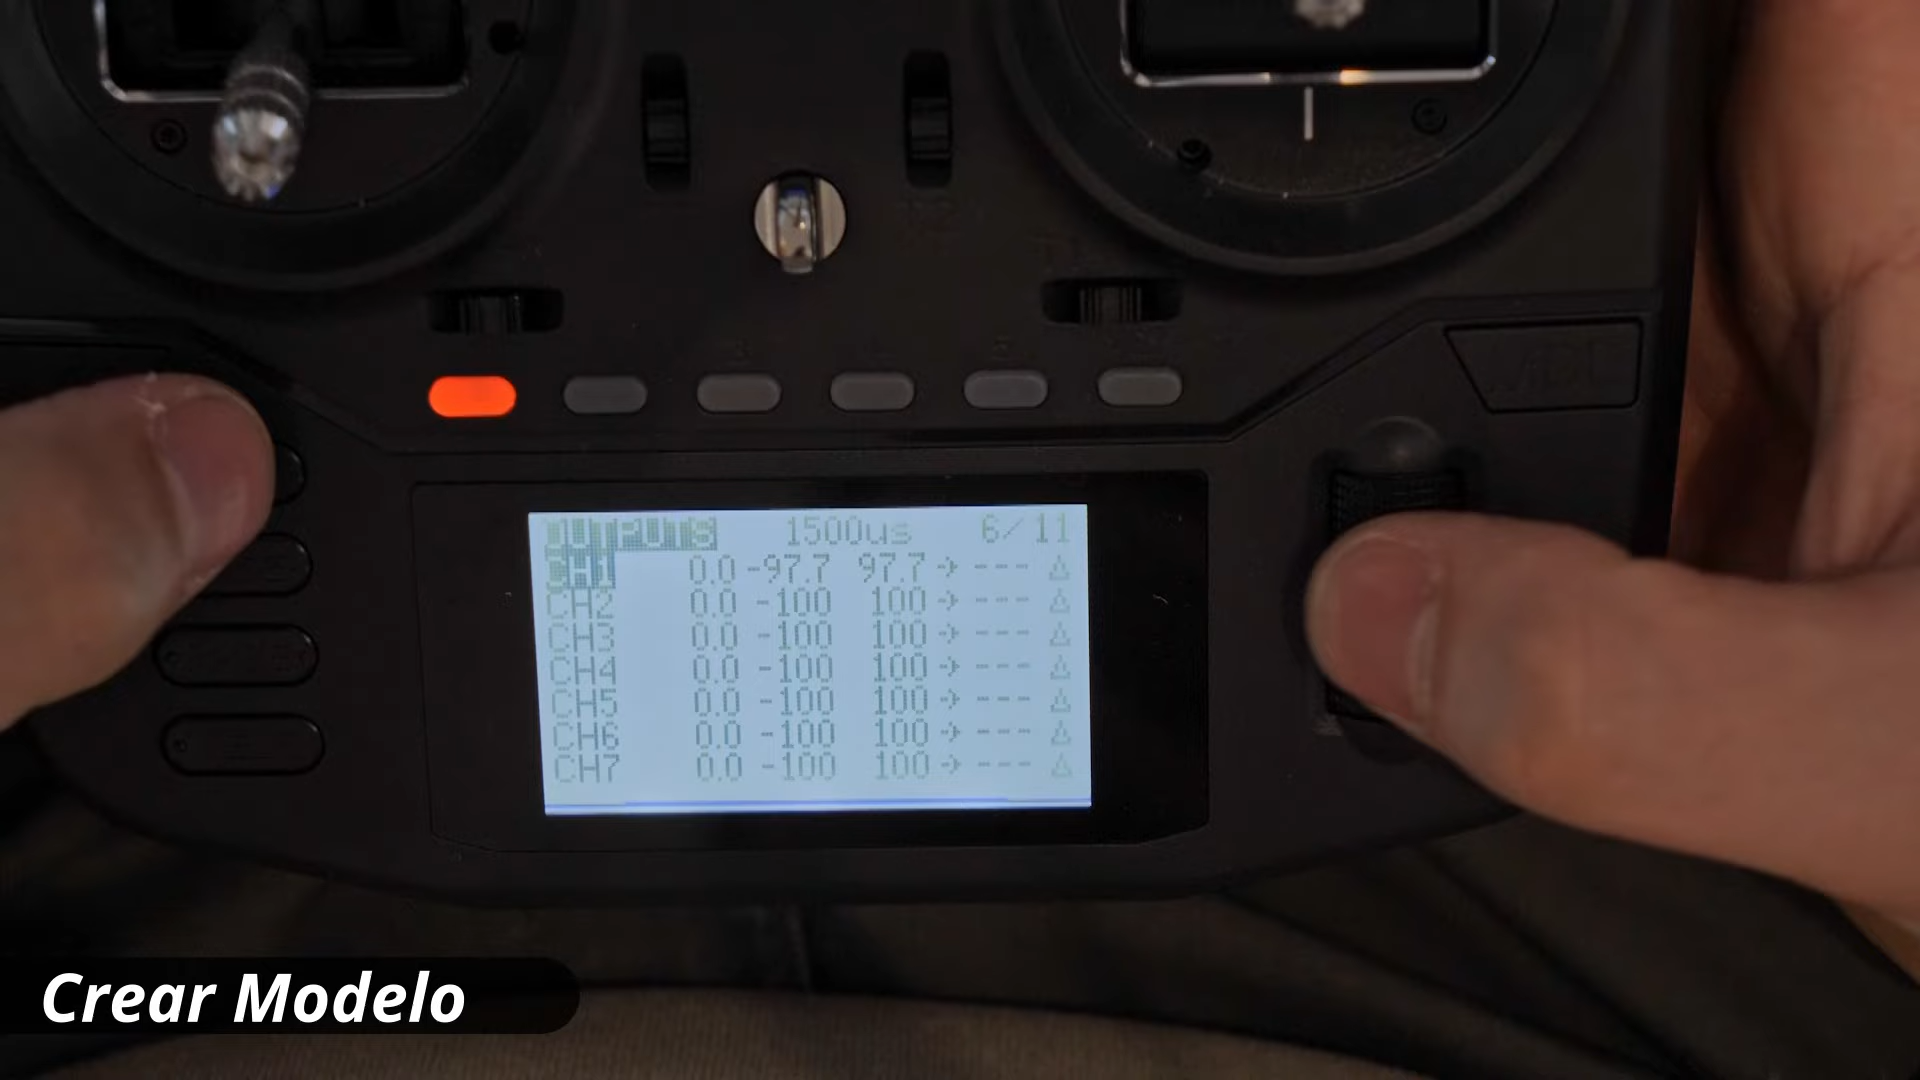 OUTPUTS 1500us 6/11
CH1 0.0 -97.7 97.7 → --- Δ
CH2 0.0 -100 100 → --- Δ
CH3 0.0 -100 100 → --- Δ
CH4 0.0 -100 100 → --- Δ
CH5 0.0 -100 100 → --- Δ
CH6 0.0 -100 100 → --- Δ
CH7 0.0 -100 100 → --- Δ
Crear Modelo